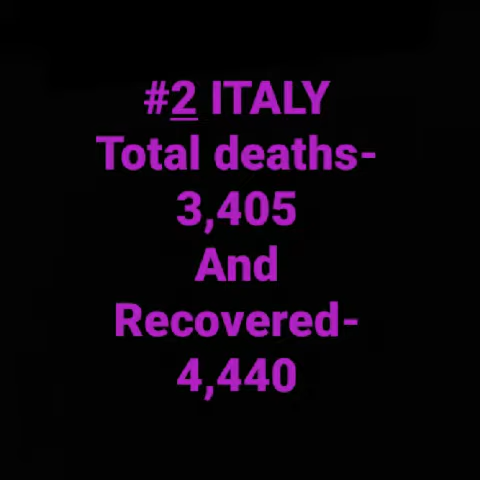 #2 ITALY
Total deaths-
3,405
And
Recovered-
4,440